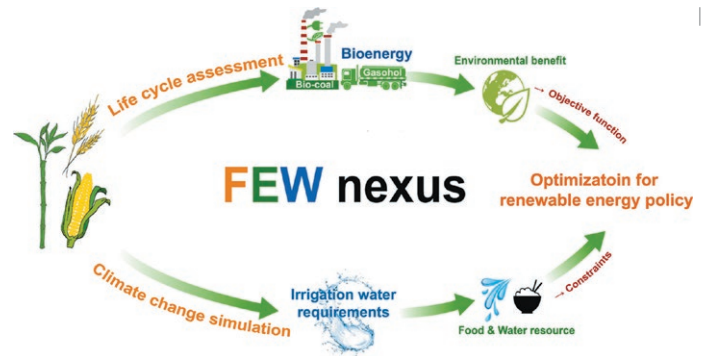 Life cycle assessment
Bioenergy
Bio-coal
Gasohol
Environmental benefit
→ Objective function
FEW nexus
Optimizatoin for
renewable energy policy
Climate change simulation
Irrigation water
requirements
Food & Water resource
→ Constraints